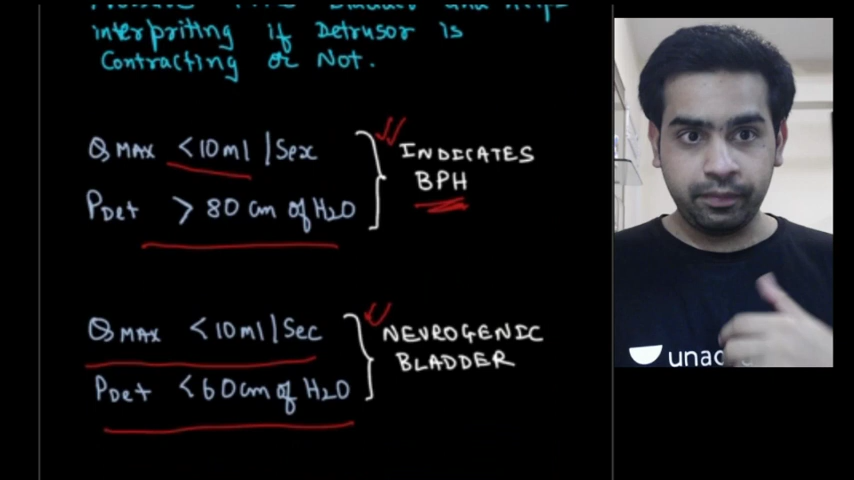 interpriting if Detrusor is
Contracting or Not.
QMAX <10ml/Sex
PDet > 80 cm of H2O
INDICATES
BPH
QMAX <10ml/Sec
PDet <60cm of H2O
NEUROGENIC
BLADDER
unac